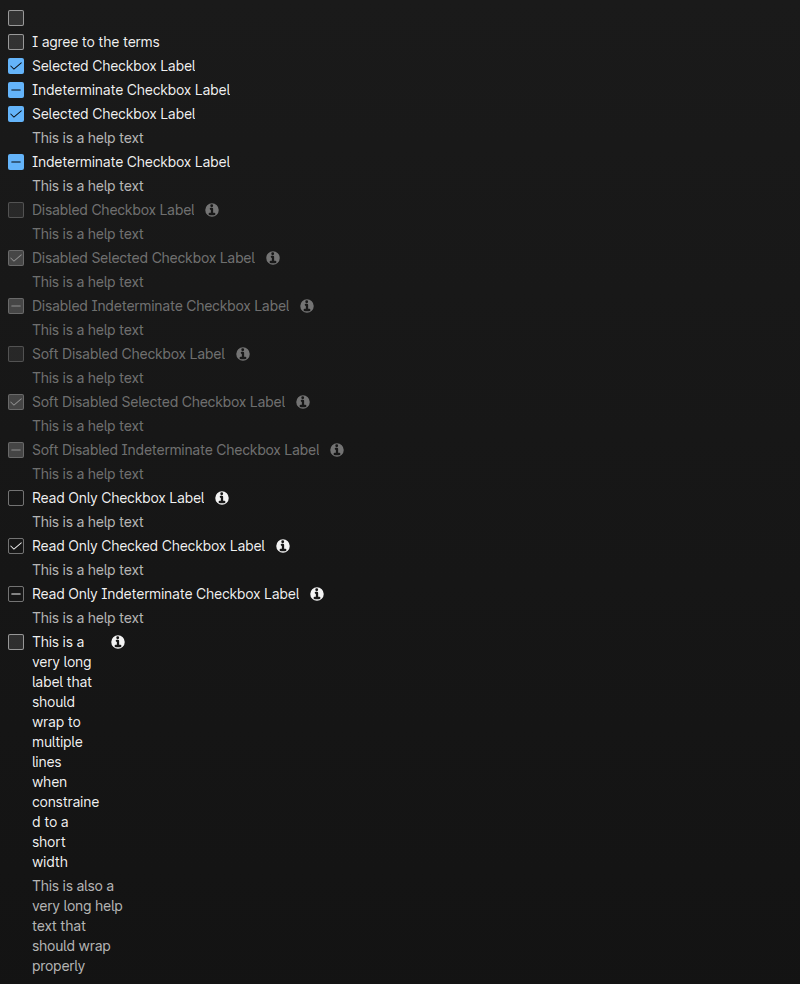 I agree to the terms
Selected Checkbox Label
Indeterminate Checkbox Label
Selected Checkbox Label
This is a help text
Indeterminate Checkbox Label
This is a help text
Disabled Checkbox Label
This is a help text
Disabled Selected Checkbox Label
This is a help text
Disabled Indeterminate Checkbox Label
This is a help text
Soft Disabled Checkbox Label
This is a help text
Soft Disabled Selected Checkbox Label
This is a help text
Soft Disabled Indeterminate Checkbox Label
This is a help text
Read Only Checkbox Label
This is a help text
Read Only Checked Checkbox Label
This is a help text
Read Only Indeterminate Checkbox Label
This is a help text
This is a
very long
label that
should
wrap to
multiple
lines
when
constraine
d to a
short
width
This is also a
very long help
text that
should wrap
properly